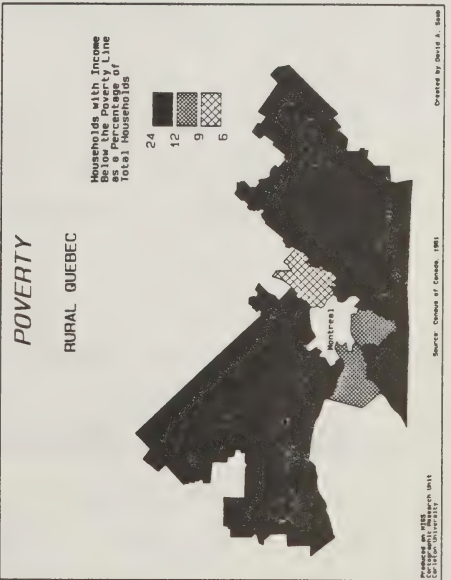 POVERTY
RURAL QUEBEC
Households with Income
Below the Poverty Line
as a Percentage of
Total Households
24
12
9
6
Montreal
Produced on MIGS
Cartographic Research Unit
Carleton University
Source: Census of Canada, 1981
Created by David A. Saab